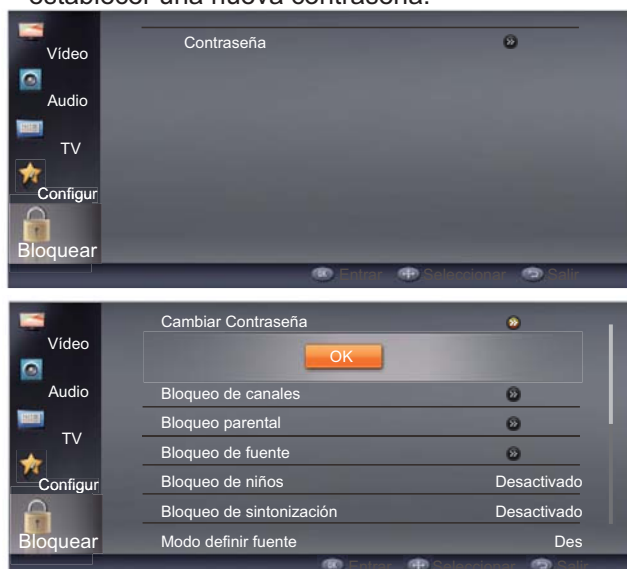 establecer una nueva contraseña.
Vídeo
Contraseña
Audio
TV
Configur
Bloquear
Entrar Seleccionar Salir
Cambiar Contraseña
Vídeo
OK
Audio
Bloqueo de canales
Bloqueo parental
TV
Bloqueo de fuente
Configur
Bloqueo de niños Desactivado
Bloqueo de sintonización Desactivado
Bloquear
Modo definir fuente Des
Entrar Seleccionar Salir